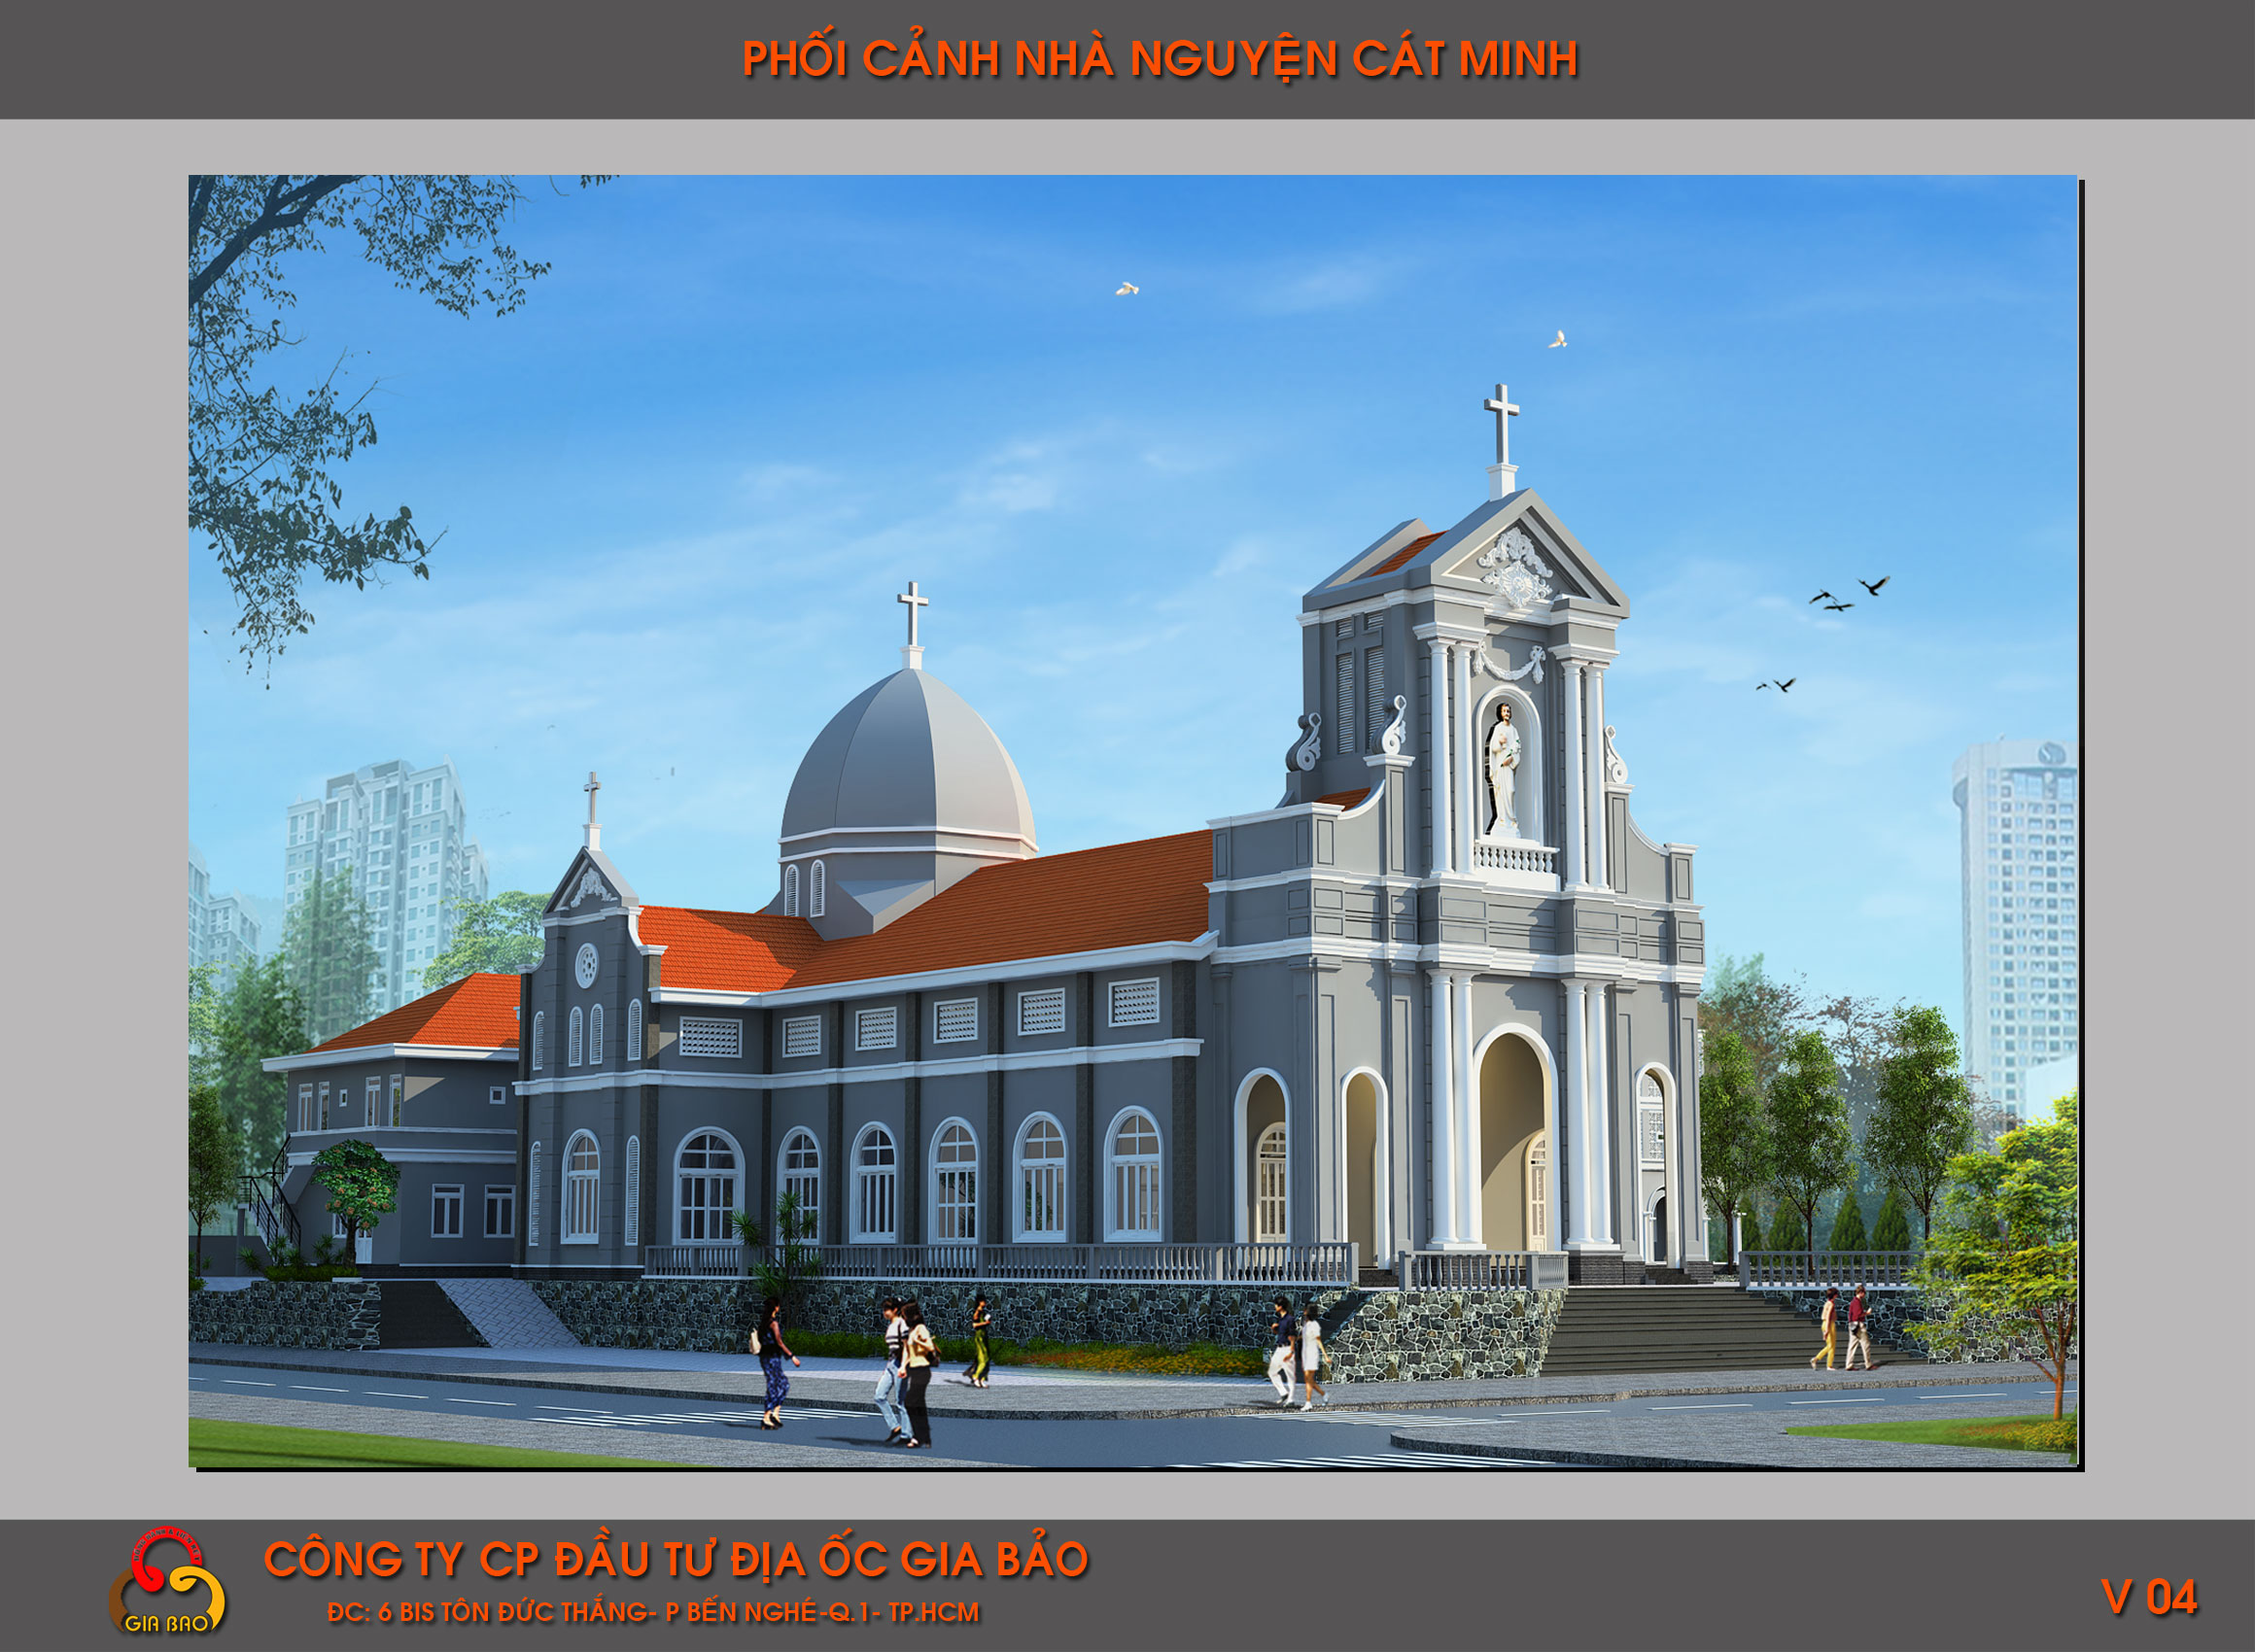 PHỐI CẢNH NHÀ NGUYỆN CÁT MINH
CÔNG TY CP ĐẦU TƯ ĐỊA ỐC GIA BẢO
ĐC: 6 BIS TÔN ĐỨC THẮNG- P BẾN NGHÉ-Q.1- TP.HCM
GIA BẢO
V 04